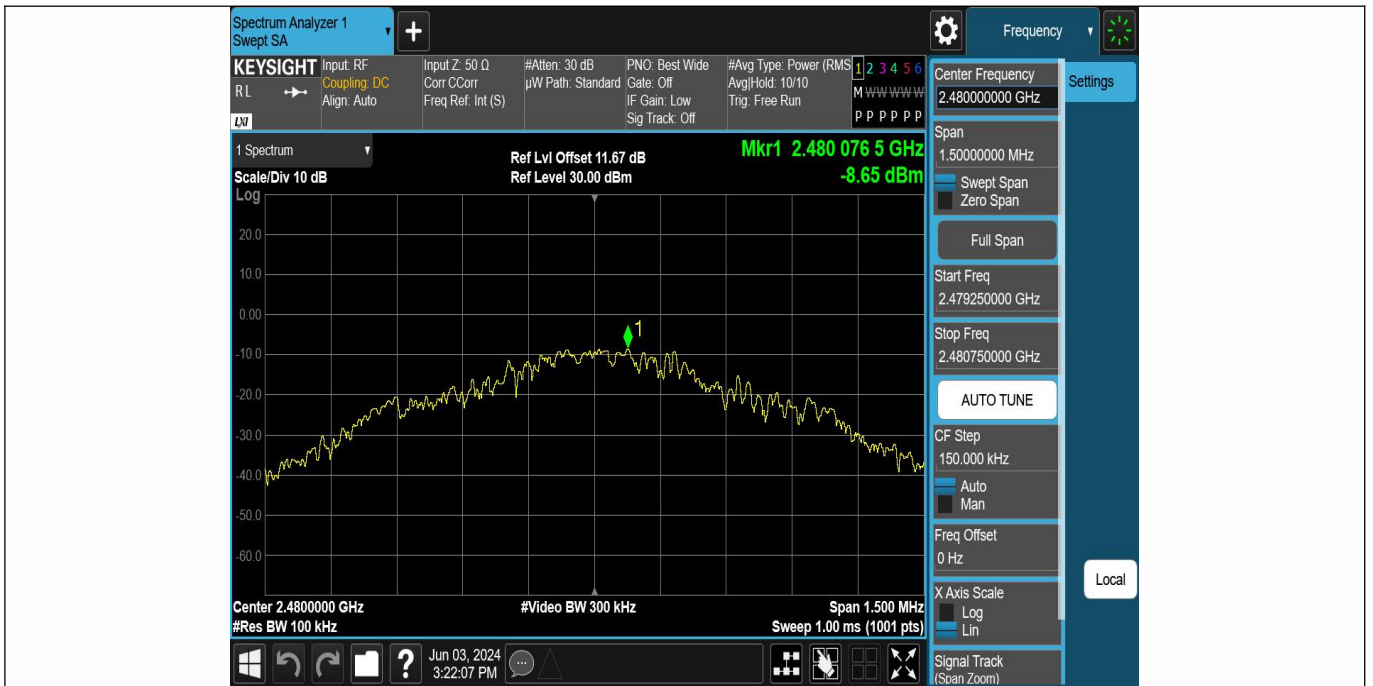 Spectrum Analyzer 1
Swept SA
Frequency
KEYSIGHT
RL
LXI
Input: RF
Coupling: DC
Align: Auto
Input Z: 50 Ω
Corr CCorr
Freq Ref: Int (S)
#Atten: 30 dB
µW Path: Standard
PNO: Best Wide
Gate: Off
IF Gain: Low
Sig Track: Off
#Avg Type: Power (RMS
Avg|Hold: 10/10
Trig: Free Run
1 2 3 4 5 6
M W W W W W
P P P P P P
1 Spectrum
Scale/Div 10 dB
Log
Ref Lvl Offset 11.67 dB
Ref Level 30.00 dBm
Mkr1 2.480 076 5 GHz
-8.65 dBm
20.0
10.0
0.00
-10.0
-20.0
-30.0
-40.0
-50.0
-60.0
1
Center 2.4800000 GHz
#Res BW 100 kHz
#Video BW 300 kHz
Span 1.500 MHz
Sweep 1.00 ms (1001 pts)
Center Frequency
2.480000000 GHz
Settings
Span
1.50000000 MHz
Swept Span
Zero Span
Full Span
Start Freq
2.479250000 GHz
Stop Freq
2.480750000 GHz
AUTO TUNE
CF Step
150.000 kHz
Auto
Man
Freq Offset
0 Hz
Local
X Axis Scale
Log
Lin
Signal Track
(Span Zoom)
?
Jun 03, 2024
3:22:07 PM